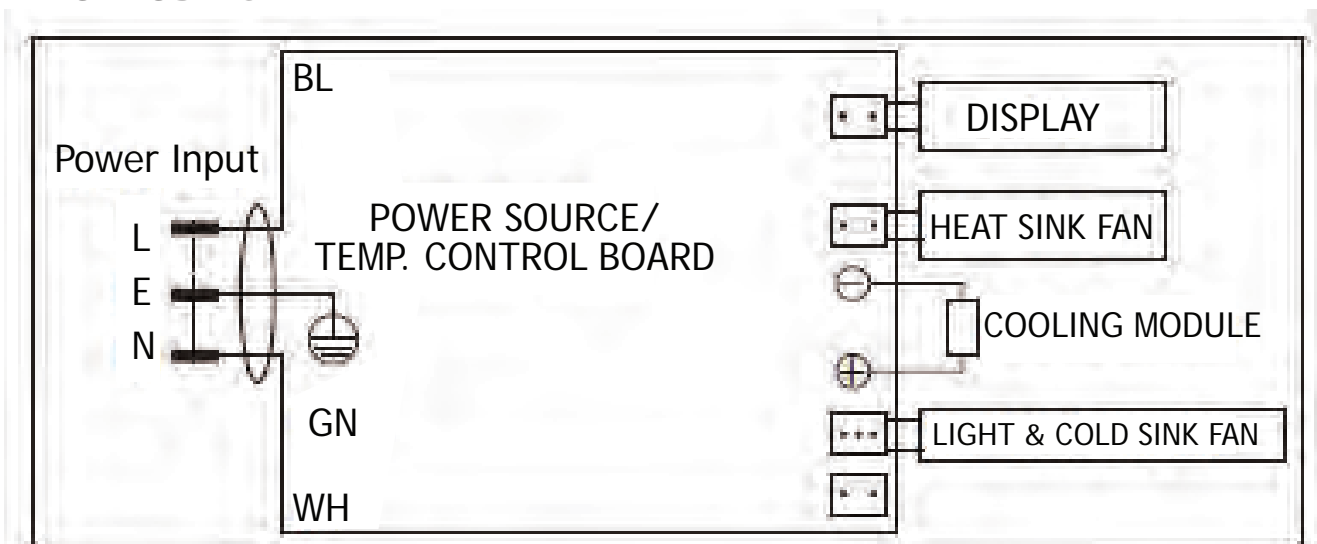 BL
DISPLAY
Power Input
L
POWER SOURCE/
TEMP. CONTROL BOARD
HEAT SINK FAN
E
N
COOLING MODULE
GN
LIGHT & COLD SINK FAN
WH